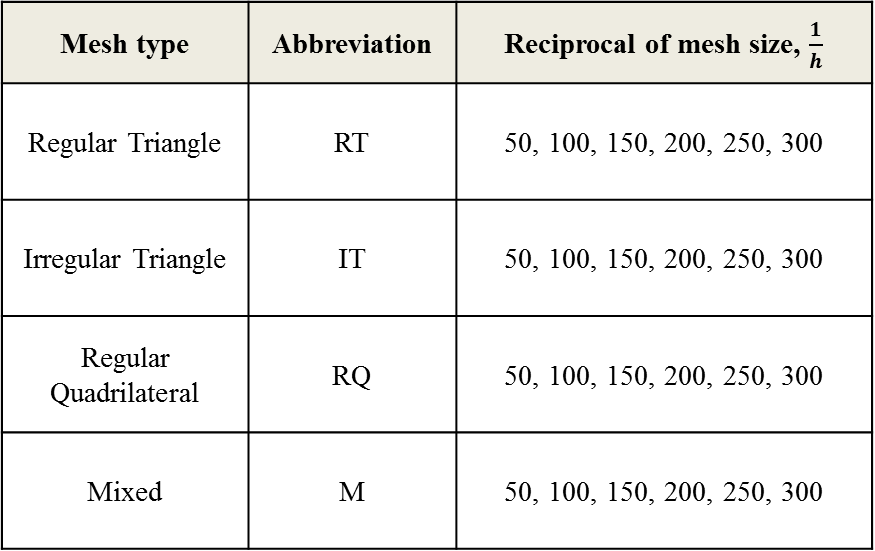 Mesh type Abbreviation Reciprocal of mesh size, 1/h
Regular Triangle RT 50, 100, 150, 200, 250, 300
Irregular Triangle IT 50, 100, 150, 200, 250, 300
Regular
Quadrilateral RQ 50, 100, 150, 200, 250, 300
Mixed M 50, 100, 150, 200, 250, 300